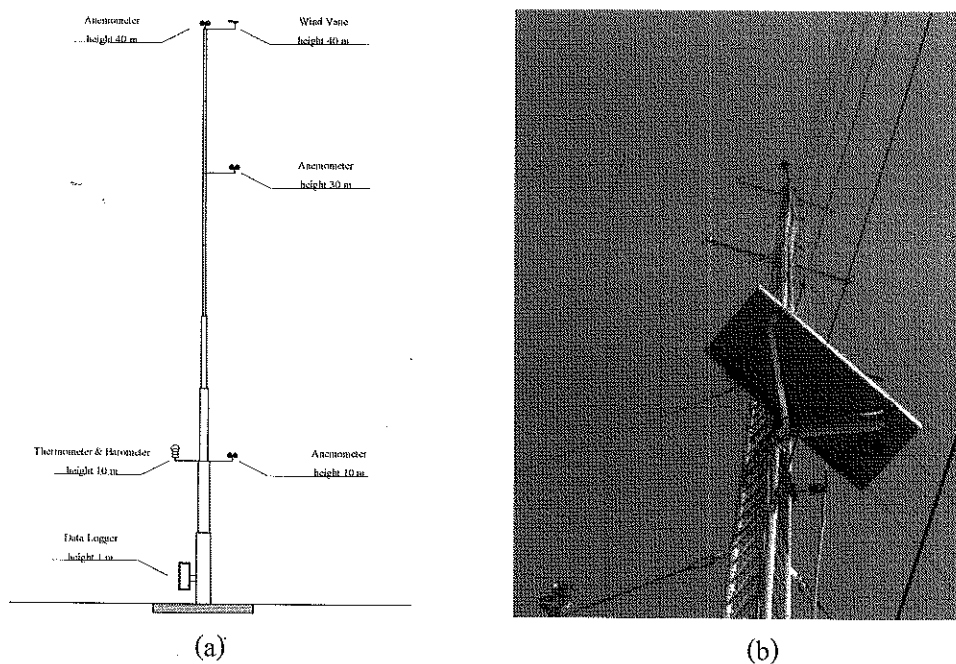 Anemometer
height 40 m
Wind Vane
height 40 m
Anemometer
height 30 m
Thermometer & Barometer
height 10 m
Anemometer
height 10 m
Data Logger
height 1 m
(a)
(b)